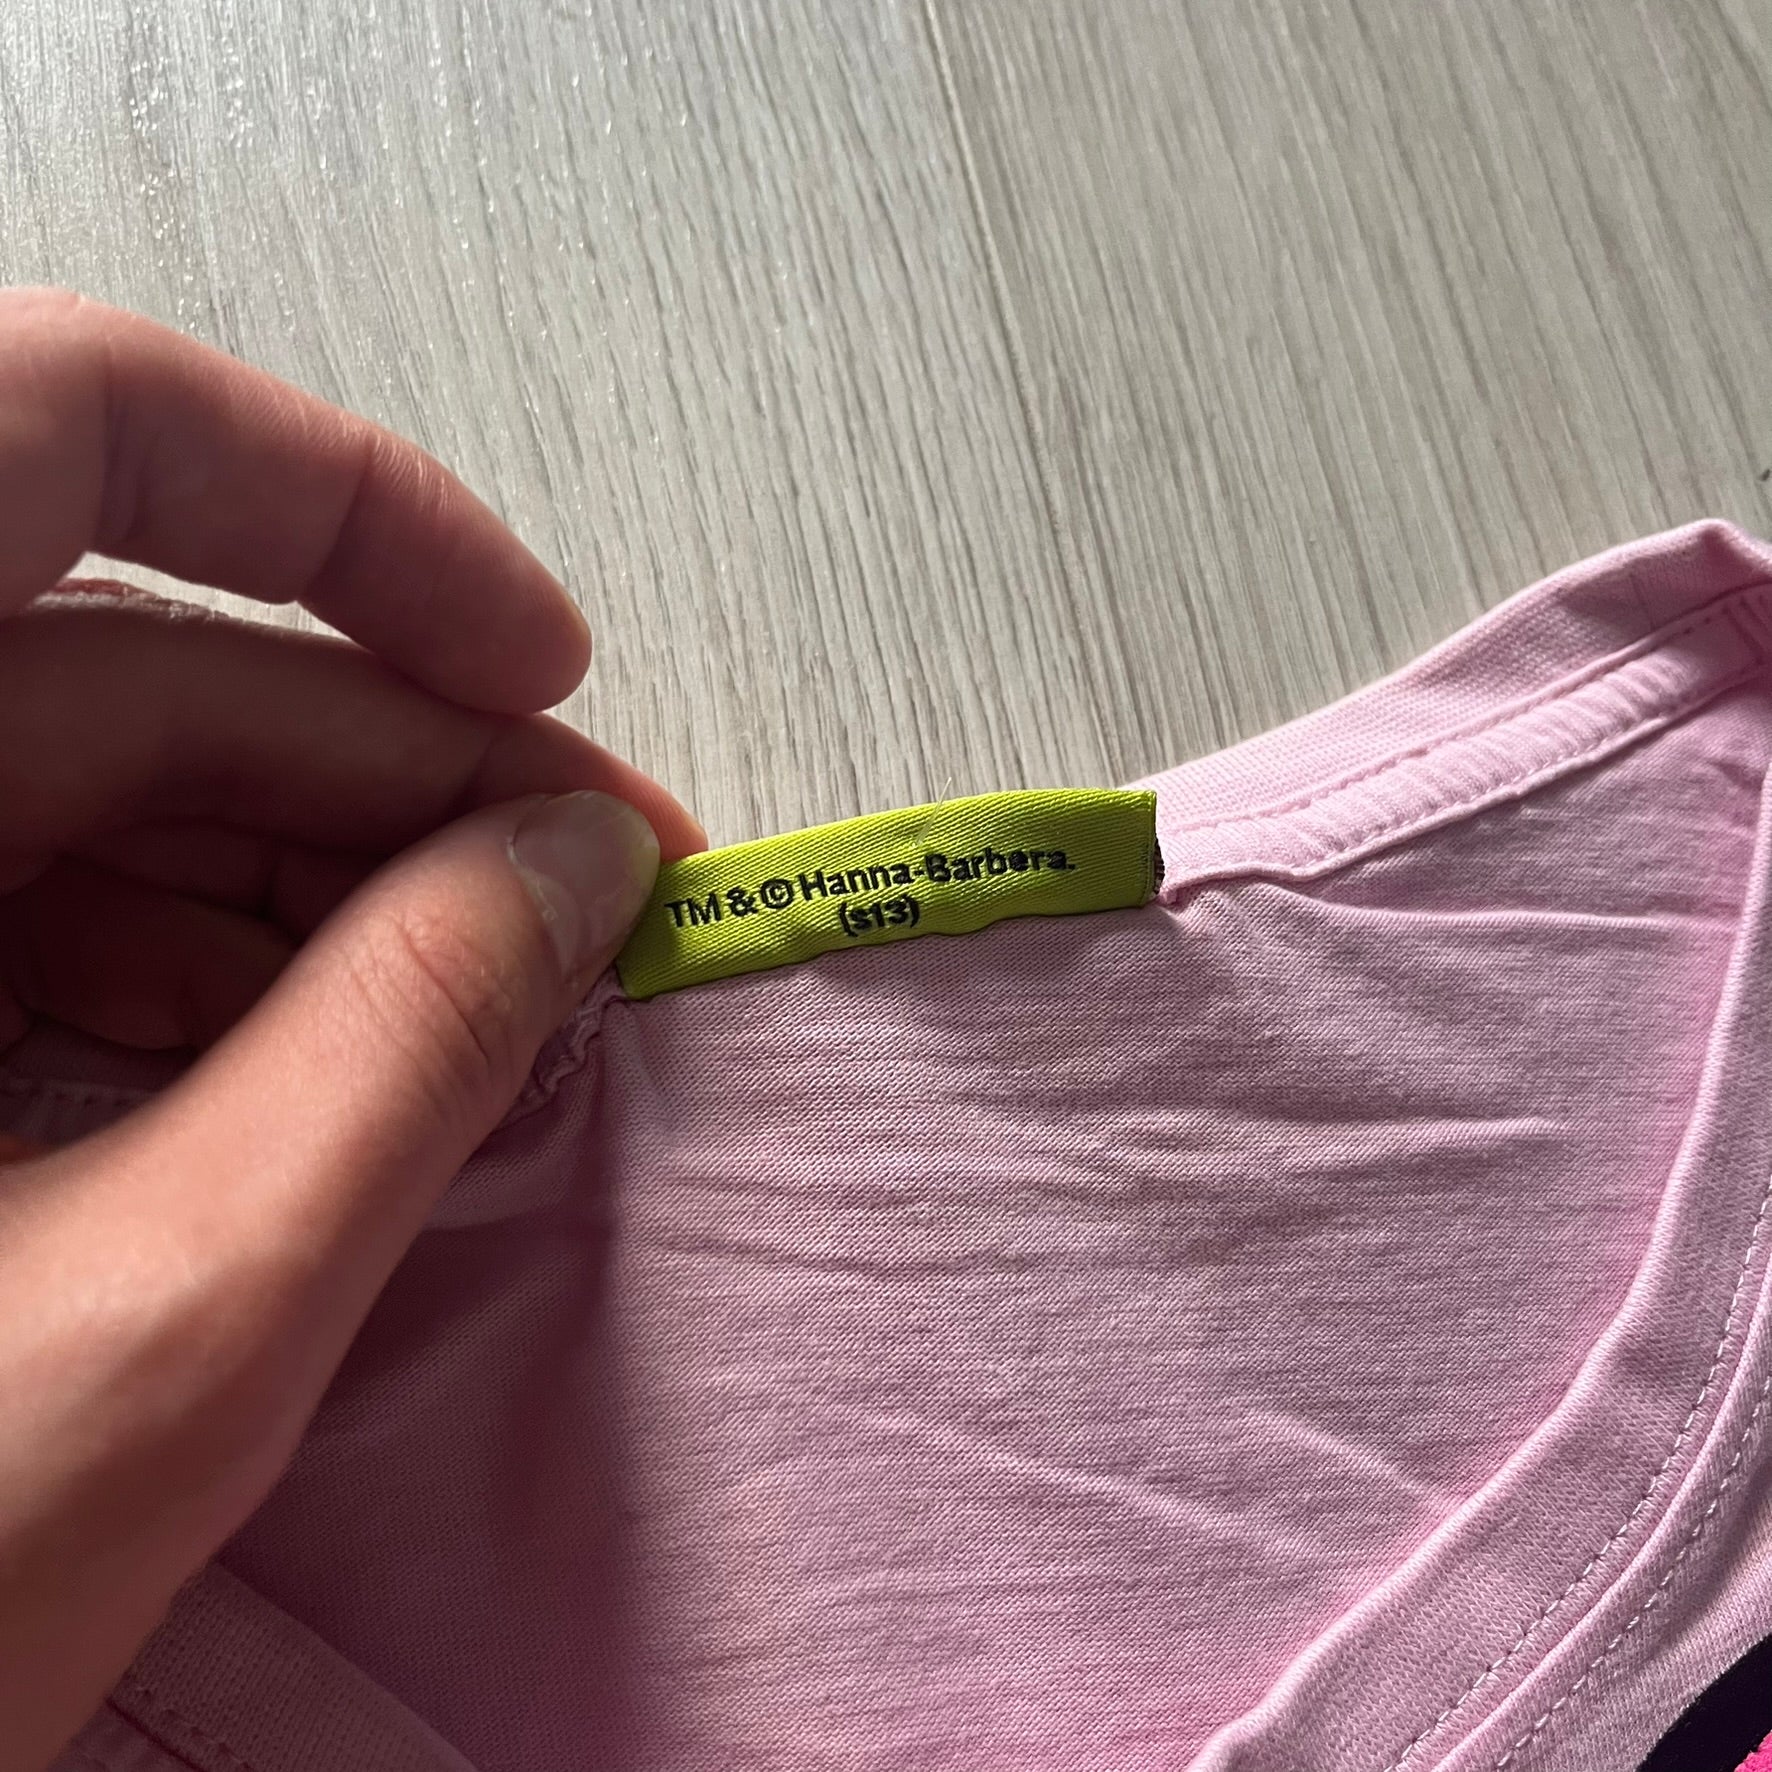 TM & © Hanna-Barbera.
(s13)